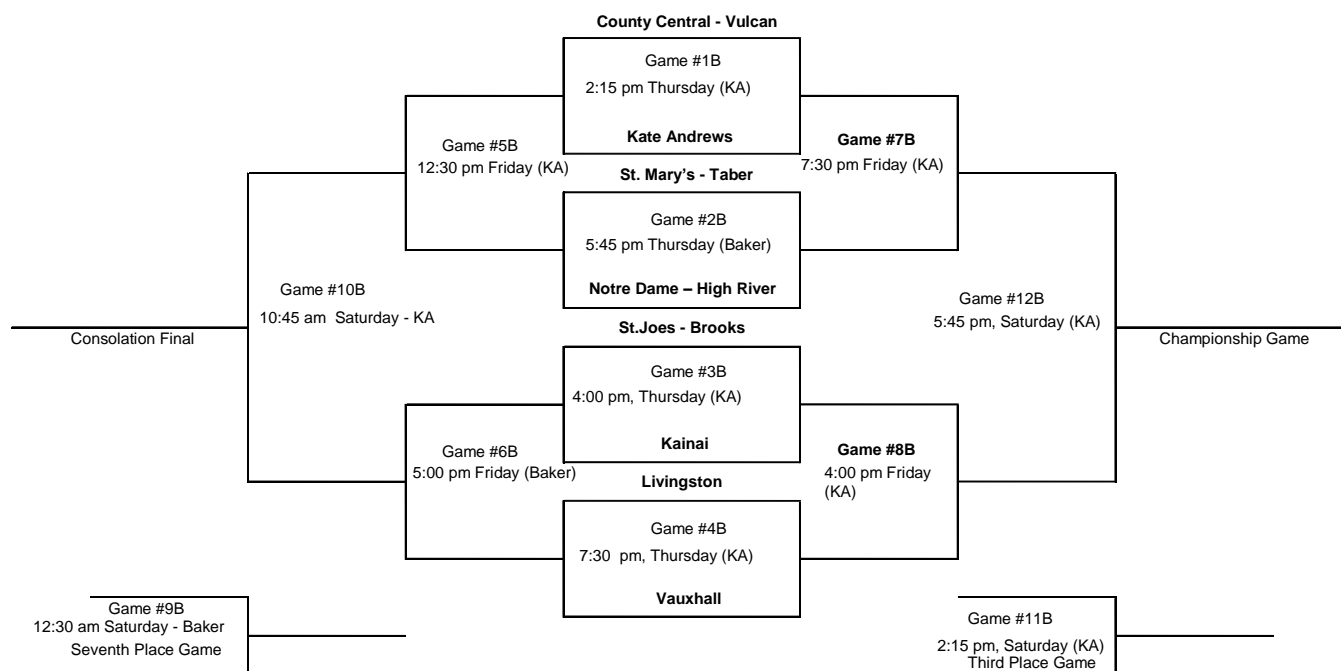 County Central - Vulcan
Game #1B
2:15 pm Thursday (KA)
Kate Andrews
Game #5B
12:30 pm Friday (KA)
Game #7B
7:30 pm Friday (KA)
St. Mary's - Taber
Game #2B
5:45 pm Thursday (Baker)
Notre Dame – High River
Game #10B
10:45 am Saturday - KA
Game #12B
5:45 pm, Saturday (KA)
St.Joes - Brooks
Consolation Final
Championship Game
Game #3B
4:00 pm, Thursday (KA)
Kainai
Game #6B
5:00 pm Friday (Baker)
Game #8B
4:00 pm Friday
(KA)
Livingston
Game #4B
7:30 pm, Thursday (KA)
Vauxhall
Game #9B
12:30 am Saturday - Baker
Seventh Place Game
Game #11B
2:15 pm, Saturday (KA)
Third Place Game